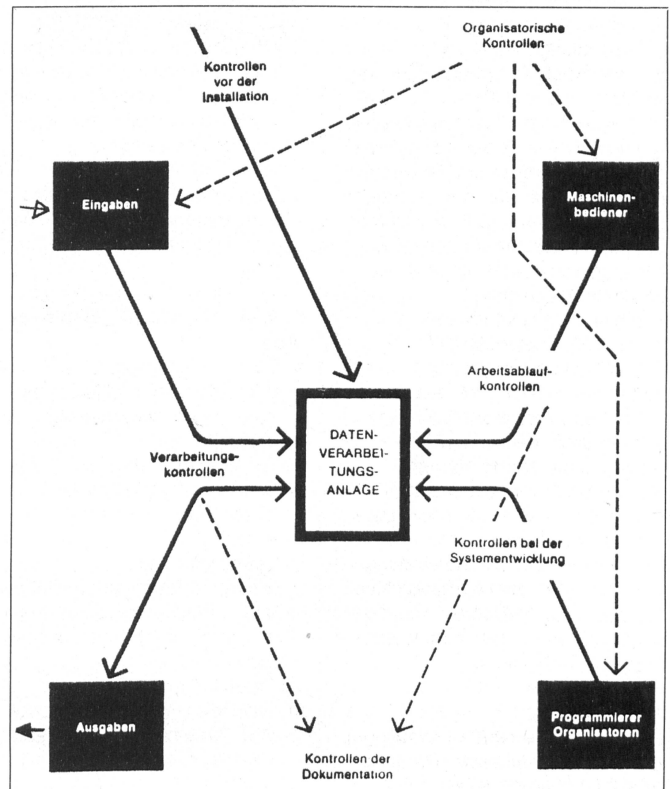 Organisatorische
Kontrollen
Kontrollen
vor der
Installation
Eingaben
Maschinen-
bediener
Arbeitsablauf-
kontrollen
DATEN-
VERARBEI-
TUNGS-
ANLAGE
Verarbeitungs-
kontrollen
Kontrollen bei der
Systementwicklung
Ausgaben
Programmierer
Organisatoren
Kontrollen der
Dokumentation